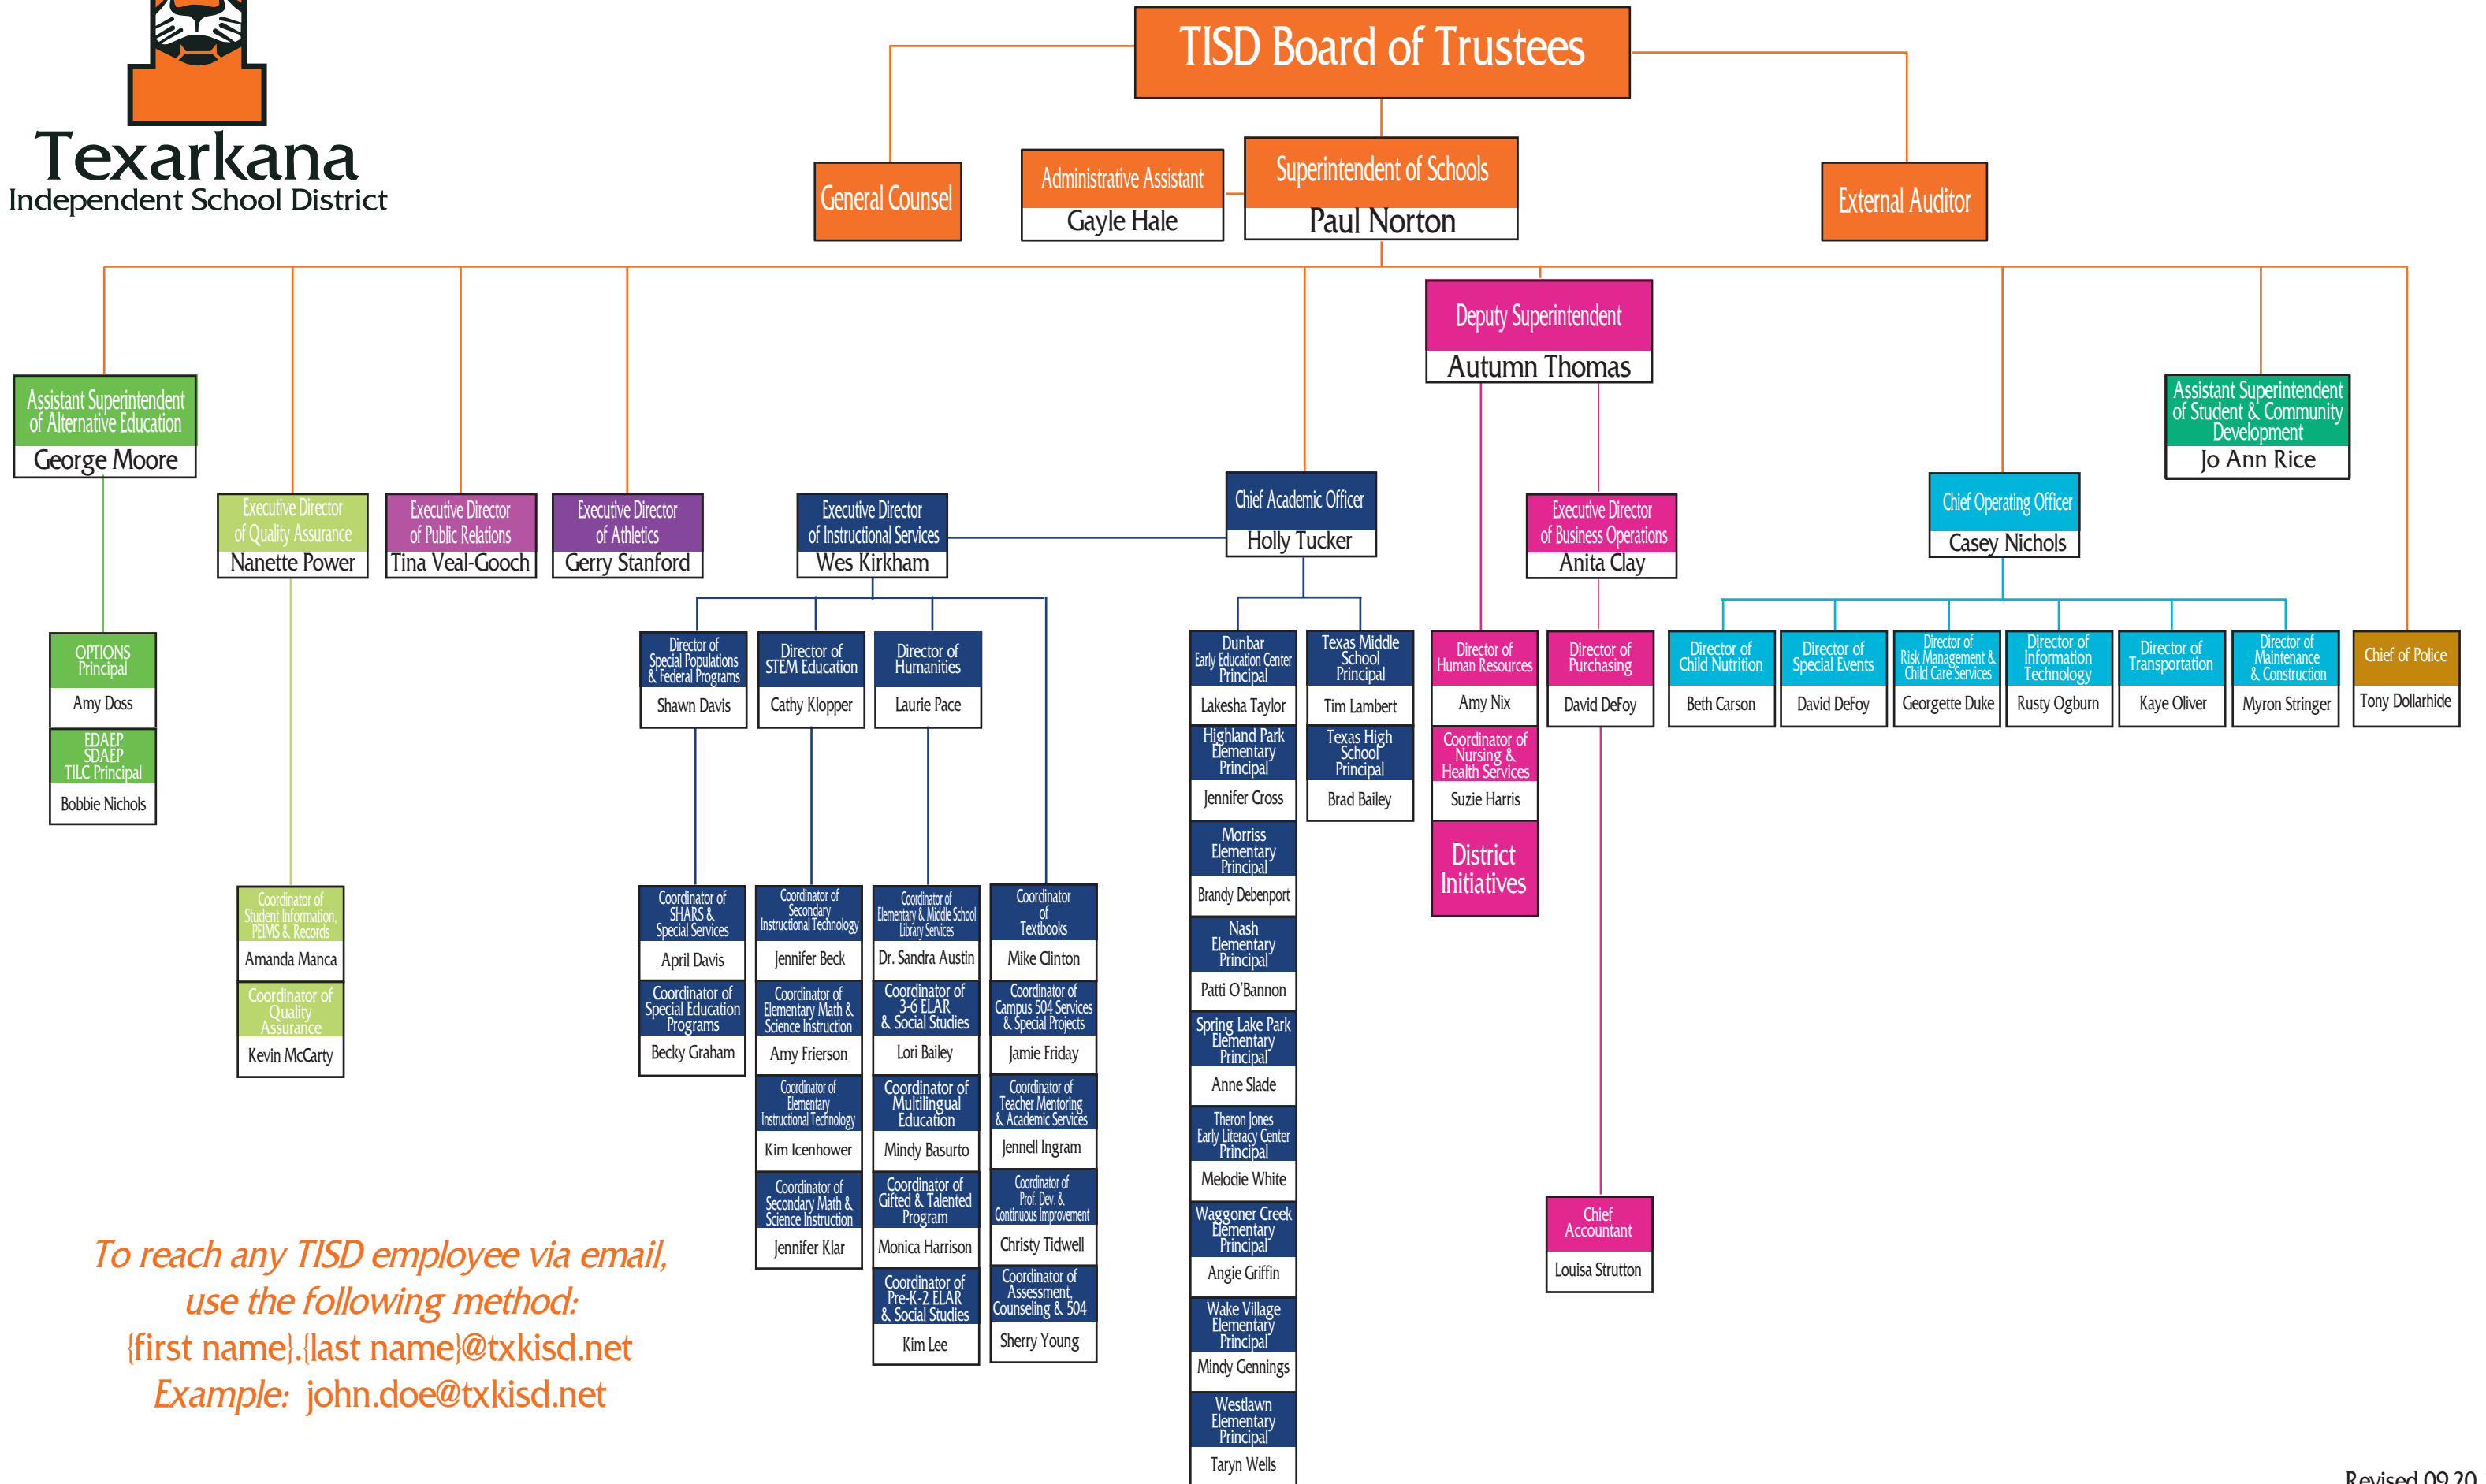 Texarkana
Independent School District
TISD Board of Trustees
General Counsel
Administrative Assistant
Gayle Hale
Superintendent of Schools
Paul Norton
External Auditor
Deputy Superintendent
Autumn Thomas
Assistant Superintendent
of Alternative Education
George Moore
Assistant Superintendent
of Student & Community
Development
Jo Ann Rice
Executive Director
of Quality Assurance
Nanette Power
Executive Director
of Public Relations
Tina Veal-Gooch
Executive Director
of Athletics
Gerry Stanford
Executive Director
of Instructional Services
Wes Kirkham
Chief Academic Officer
Holly Tucker
Executive Director
of Business Operations
Anita Clay
Chief Operating Officer
Casey Nichols
OPTIONS
Principal
Amy Doss
EDAEP
SDAEP
TILC Principal
Bobbie Nichols
Director of
Special Populations
& Federal Programs
Shawn Davis
Director of
STEM Education
Cathy Klopper
Director of
Humanities
Laurie Pace
Dunbar
Early Education Center
Principal
Lakesha Taylor
Highland Park
Elementary
Principal
Jennifer Cross
Morriss
Elementary
Principal
Brandy Debenport
Nash
Elementary
Principal
Patti O'Bannon
Spring Lake Park
Elementary
Principal
Anne Slade
Theron Jones
Early Literacy Center
Principal
Melodie White
Waggoner Creek
Elementary
Principal
Angie Griffin
Wake Village
Elementary
Principal
Mindy Gennings
Westlawn
Elementary
Principal
Taryn Wells
Texas Middle
School
Principal
Tim Lambert
Texas High
School
Principal
Brad Bailey
Director of
Human Resources
Amy Nix
Coordinator of
Nursing &
Health Services
Suzie Harris
District
Initiatives
Director of
Purchasing
David DeFoy
Chief
Accountant
Louisa Strutton
Director of
Child Nutrition
Beth Carson
Director of
Special Events
David DeFoy
Director of
Risk Management &
Child Care Services
Georgette Duke
Director of
Information
Technology
Rusty Ogburn
Director of
Transportation
Kaye Oliver
Director of
Maintenance
& Construction
Myron Stringer
Chief of Police
Tony Dollarhide
Coordinator of
Student Information,
PEIMS & Records
Amanda Manca
Coordinator of
Quality
Assurance
Kevin McCarty
Coordinator of
SHARS &
Special Services
April Davis
Coordinator of
Special Education
Programs
Becky Graham
Coordinator of
Secondary
Instructional Technology
Jennifer Beck
Coordinator of
Elementary Math &
Science Instruction
Amy Frierson
Coordinator of
Elementary
Instructional Technology
Kim Icenhower
Coordinator of
Secondary Math &
Science Instruction
Jennifer Klar
Coordinator of
Elementary & Middle School
Library Services
Dr. Sandra Austin
Coordinator of
3-6 ELAR
& Social Studies
Lori Bailey
Coordinator of
Multilingual
Education
Mindy Basurto
Coordinator of
Gifted & Talented
Program
Monica Harrison
Coordinator of
Pre-K-2 ELAR
& Social Studies
Kim Lee
Coordinator
of
Textbooks
Mike Clinton
Coordinator of
Campus 504 Services
& Special Projects
Jamie Friday
Coordinator of
Teacher Mentoring
& Academic Services
Jennell Ingram
Coordinator of
Prof. Dev. &
Continuous Improvement
Christy Tidwell
Coordinator of
Assessment,
Counseling & 504
Sherry Young
To reach any TISD employee via email,
use the following method:
{first name}.{last name}@txkisd.net
Example: john.doe@txkisd.net
Revised 09.20